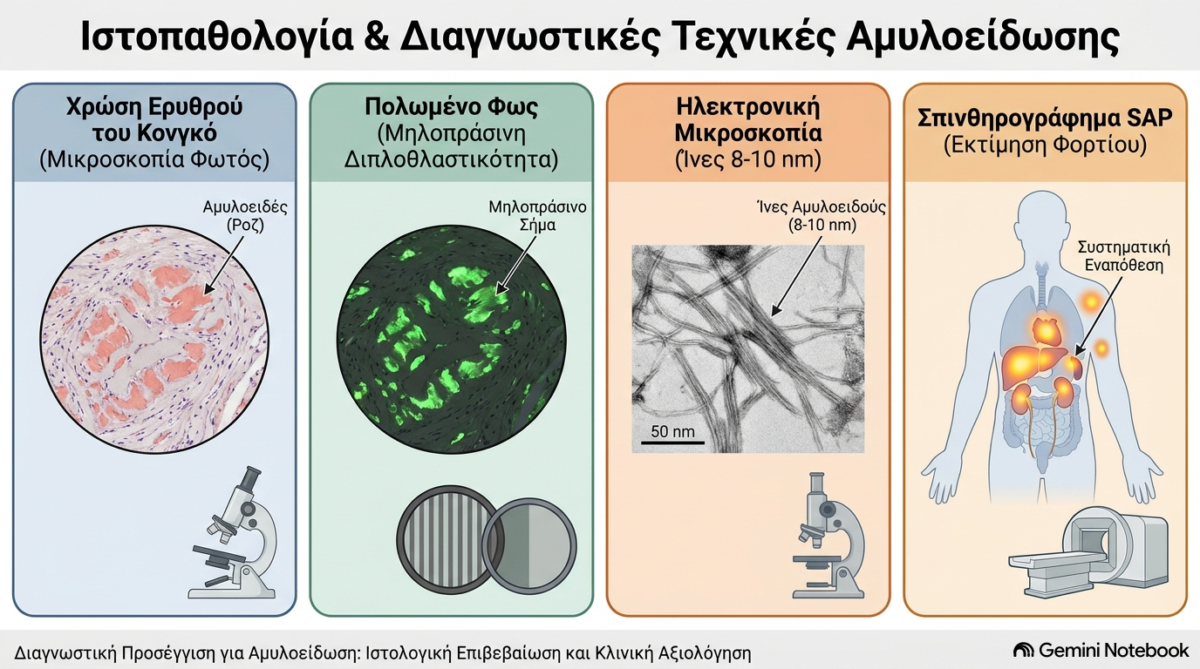 Ιστοπαθολογία & Διαγνωστικές Τεχνικές Αμυλοείδωσης
Χρώση Ερυθρού
του Κονγκό
(Μικροσκοπία Φωτός)
Αμυλοειδές
(Ροζ)
Πολωμένο Φως
(Μηλοπράσινη
Διπλοθλαστικότητα)
Μηλοπράσινο
Σήμα
Ηλεκτρονική
Μικροσκοπία
(Ίνες 8-10 nm)
Ίνες Αμυλοειδούς
(8-10 nm)
50 nm
Σπινθηρογράφημα SAP
(Εκτίμηση Φορτίου)
Συστηματική
Εναπόθεση
Διαγνωστική Προσέγγιση για Αμυλοείδωση: Ιστολογική Επιβεβαίωση και Κλινική Αξιολόγηση
Gemini Notebook